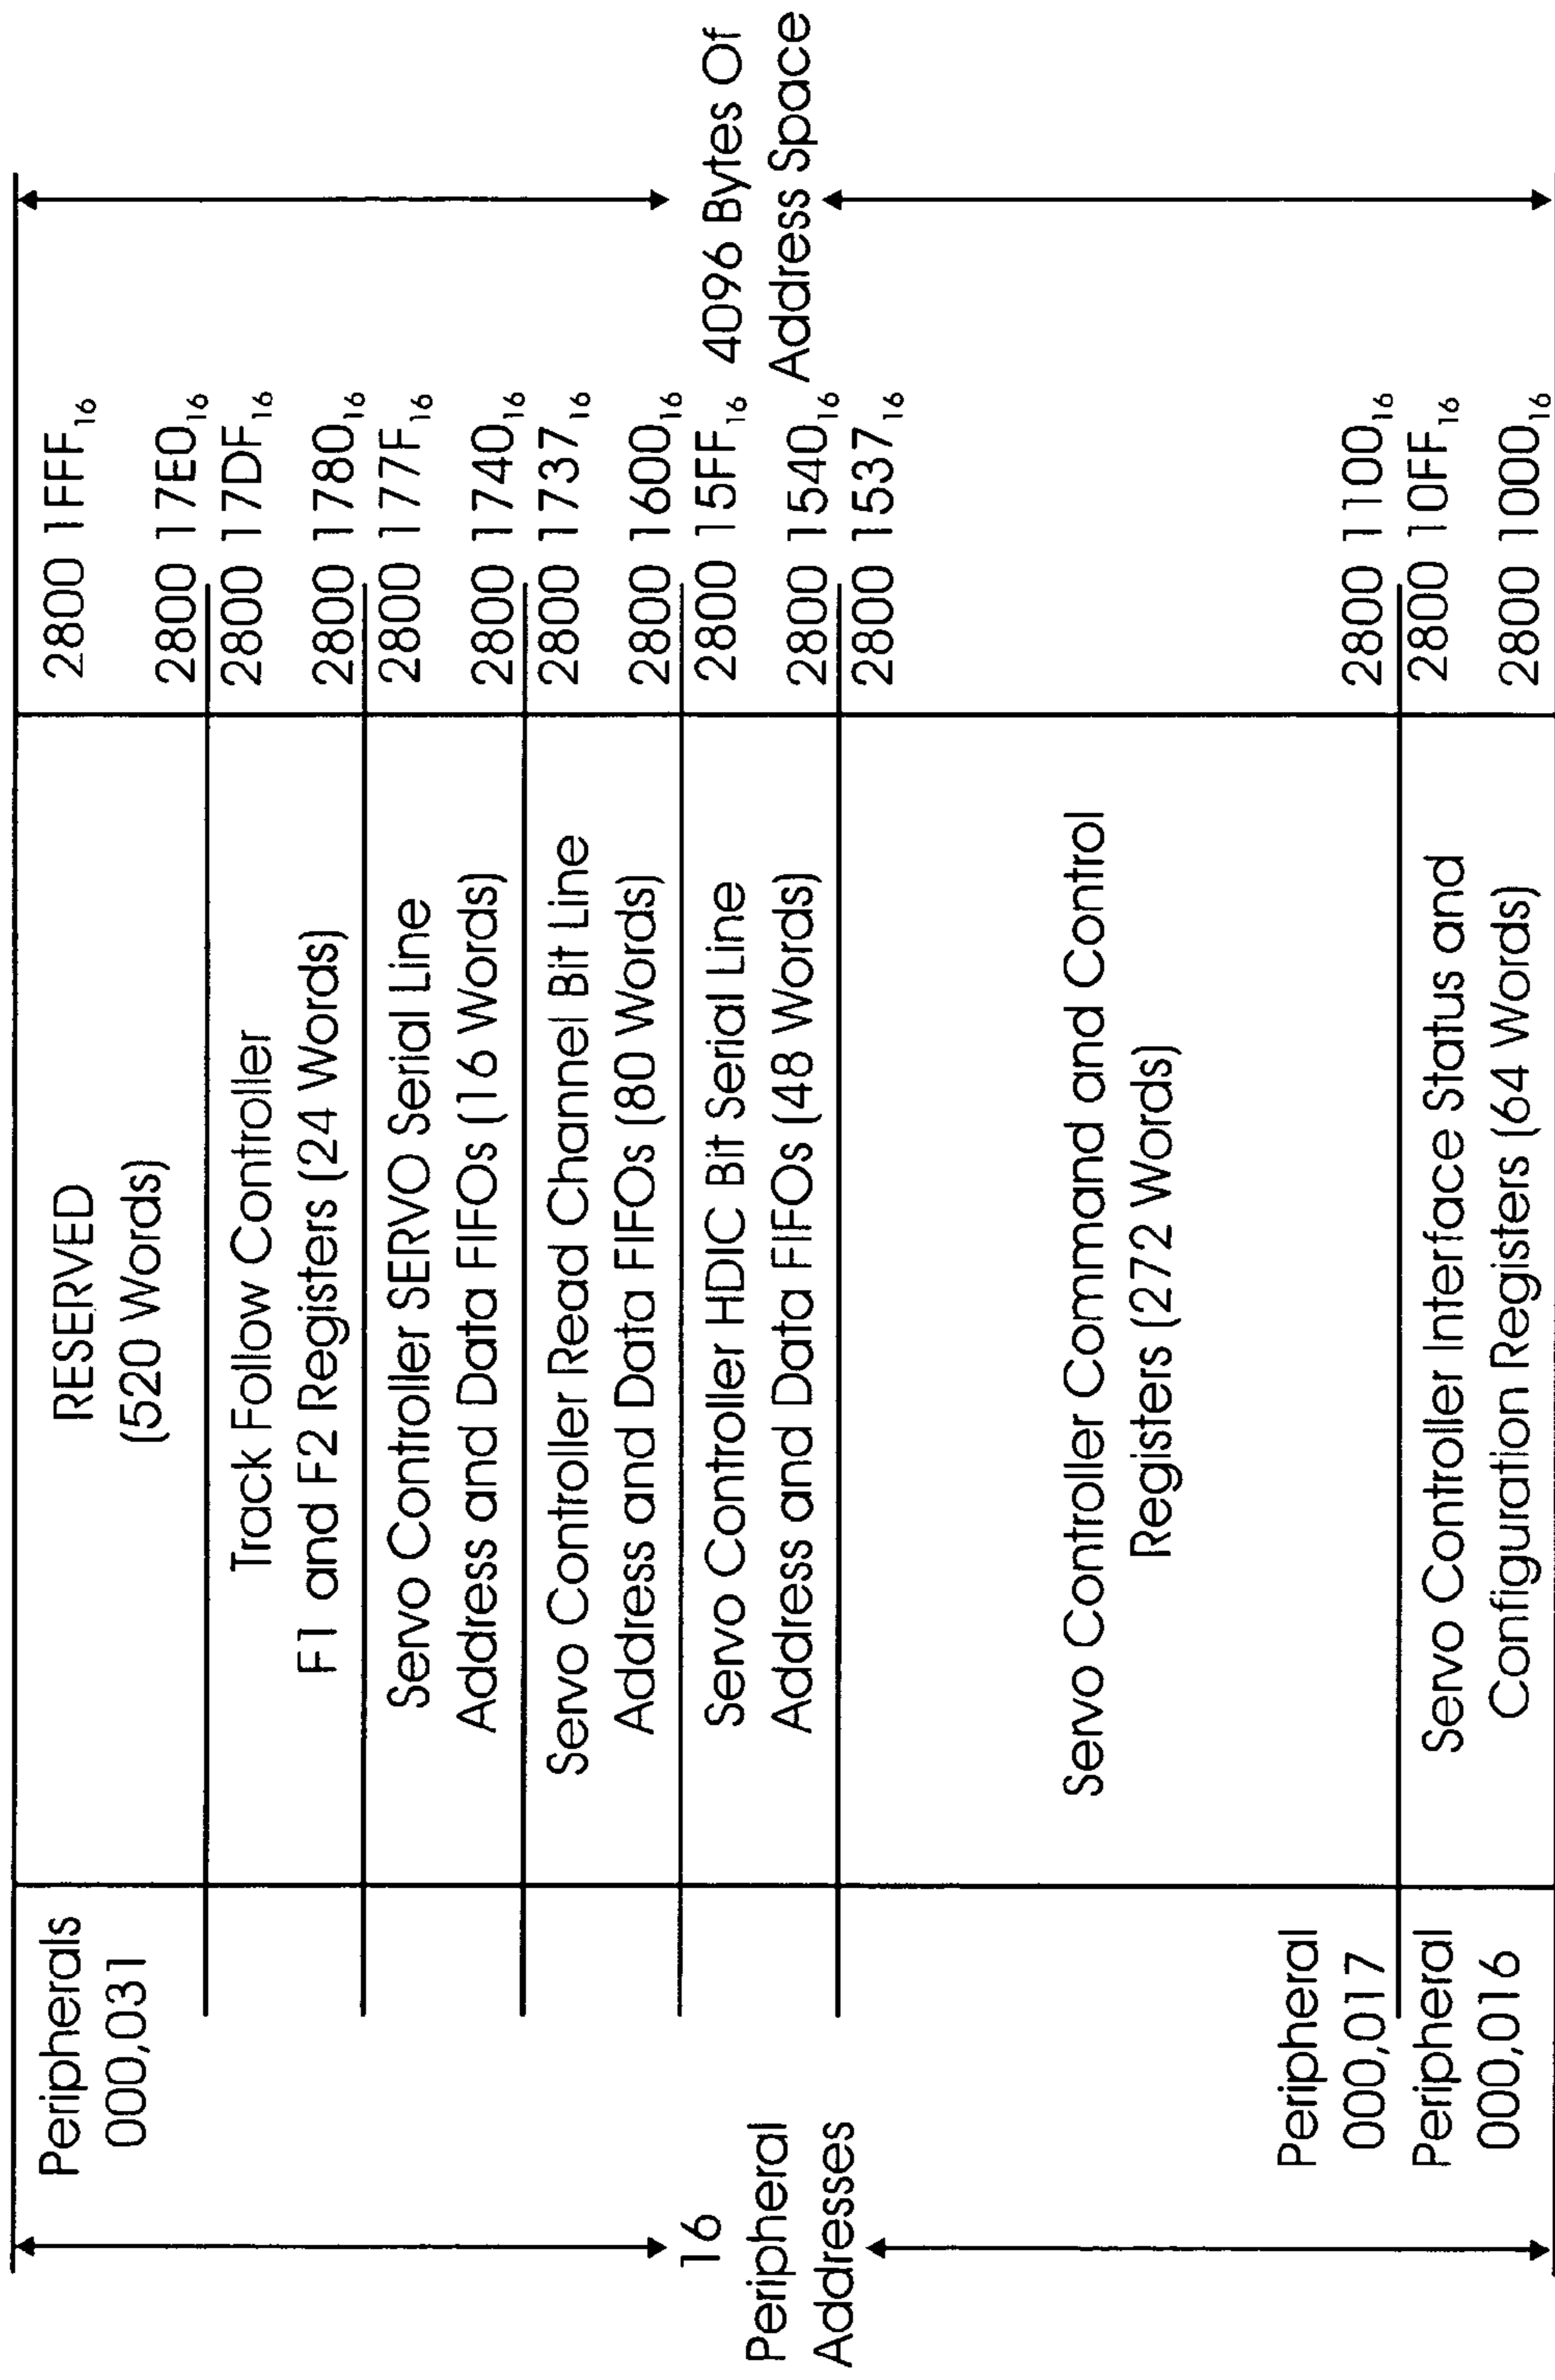 Peripherals
000,031
RESERVED
(520 Words)
2800 1FFF16
2800 17E016
Track Follow Controller
F1 and F2 Registers (24 Words)
2800 17DF16
2800 178016
Servo Controller SERVO Serial Line
Address and Data FIFOs (16 Words)
2800 177F16
2800 174016
Servo Controller Read Channel Bit Line
Address and Data FIFOs (80 Words)
2800 173716
2800 160016
Servo Controller HDIC Bit Serial Line
Address and Data FIFOs (48 Words)
2800 15FF16
2800 154016
16
Peripheral
Addresses
4096 Bytes Of
Address Space
Servo Controller Command and Control
Registers (272 Words)
2800 153716
2800 110016
Peripheral
000,017
Peripheral
000,016
Servo Controller Interface Status and
Configuration Registers (64 Words)
2800 10FF16
2800 100016